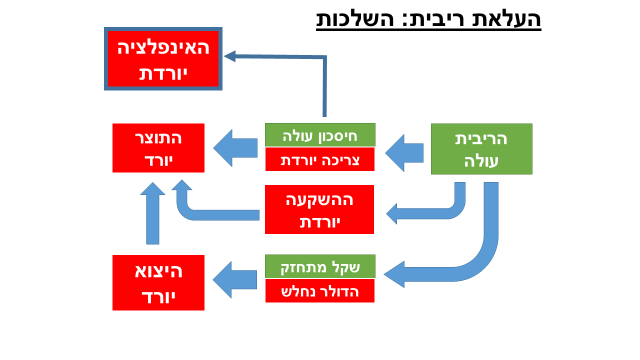 העלאת ריבית: השלכות
האינפלציה
יורדת
הריבית
עולה
חיסכון עולה
צריכה יורדת
התוצר
יורד
ההשקעה
יורדת
שקל מתחזק
הדולר נחלש
היצוא
יורד